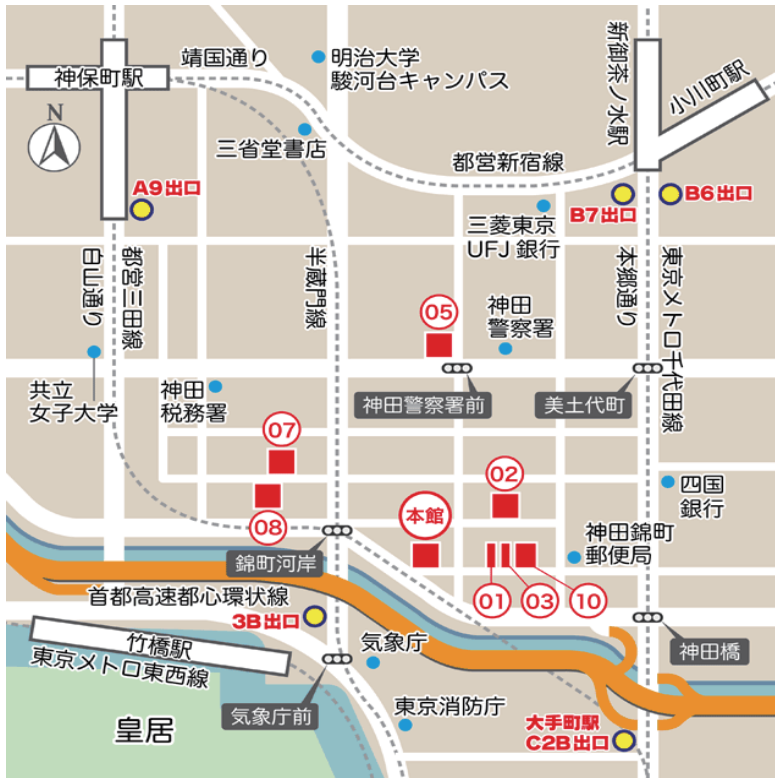 靖国通り
明治大学
駿河台キャンパス
神保町駅
新御茶ノ水駅
小川町駅
N
三省堂書店
都営新宿線
A9出口
B7出口
B6出口
三菱東京
UFJ銀行
白山通り
都営三田線
半蔵門線
本郷通り
東京メトロ千代田線
05
神田
警察署
共立
女子大学
神田
税務署
神田警察署前
美土代町
07
02
四国
銀行
08
本館
錦町河岸
神田錦町
郵便局
01
03
10
首都高速都心環状線
3B出口
竹橋駅
東京メトロ東西線
気象庁
神田橋
気象庁前
東京消防庁
皇居
大手町駅
C2B出口